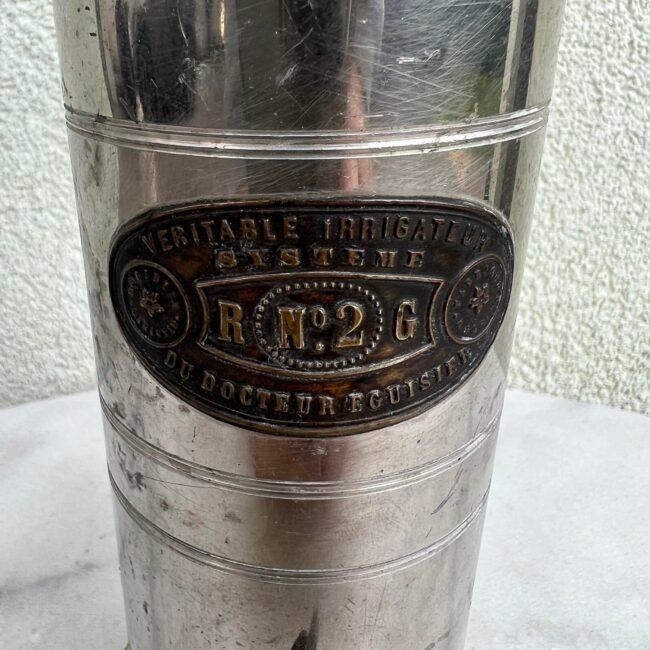 VERITABLE IRRIGATEUR
SYSTEME
R Nº. 2 G
DU DOCTEUR EGUISIER